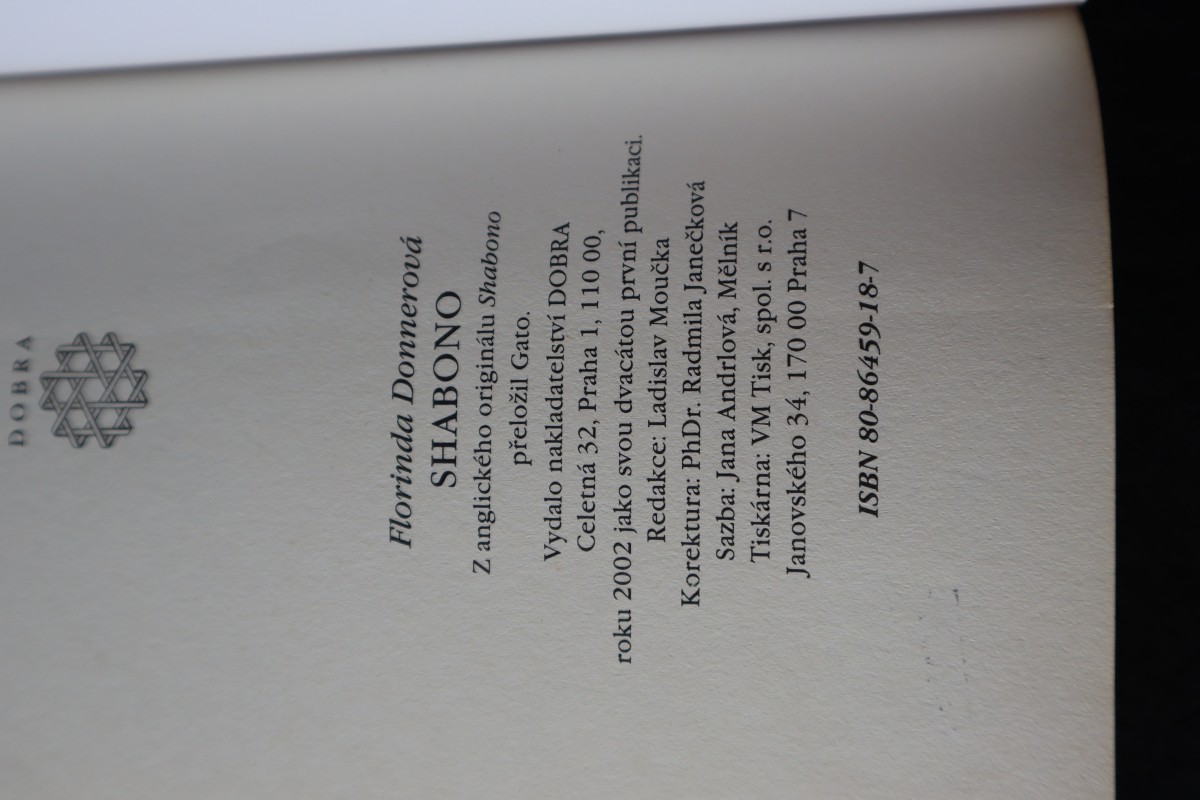 DOBRA
Florinda Donnerová
SHABONO
Z anglického originálu Shabono
přeložil Gato.
Vydalo nakladatelství DOBRA
Celetná 32, Praha 1, 110 00,
roku 2002 jako svou dvacátou první publikaci.
Redakce: Ladislav Moučka
Korektura: PhDr. Radmila Janečková
Sazba: Jana Andrlová, Mělník
Tiskárna: VM Tisk, spol. s r.o.
Janovského 34, 170 00 Praha 7
ISBN 80-86459-18-7